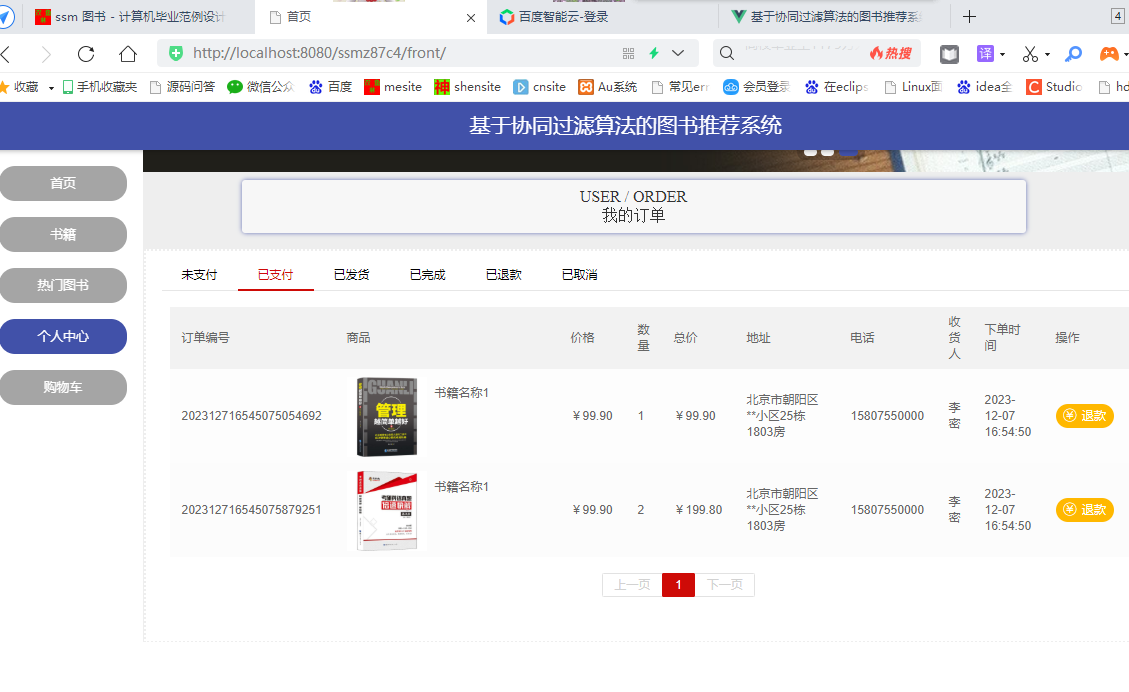 ssm 图书 - 计算机毕业范例设计
首页
百度智能云-登录
基于协同过滤算法的图书推荐系
4
http://localhost:8080/ssmz87c4/front/
热搜
译
收藏
手机收藏夹
源码问答
微信公众
百度
mesite
神 shensite
cnsite
Au系统
常见err
会员登录
在eclips
Linux面
idea全
C Studio
hd
基于协同过滤算法的图书推荐系统
首页
书籍
热门图书
个人中心
购物车
USER / ORDER
我的订单
未支付
已支付
已发货
已完成
已退款
已取消
订单编号
商品
价格
数
量
总价
地址
电话
收
货
人
下单时
间
操作
202312716545075054692
GUANLI
管理
越简单越好
书籍名称1
￥99.90
1
￥99.90
北京市朝阳区
**小区25栋
1803房
15807550000
李
密
2023-
12-07
16:54:50
退款
202312716545075879251
书籍名称1
￥99.90
2
￥199.80
北京市朝阳区
**小区25栋
1803房
15807550000
李
密
2023-
12-07
16:54:50
退款
上一页
1
下一页